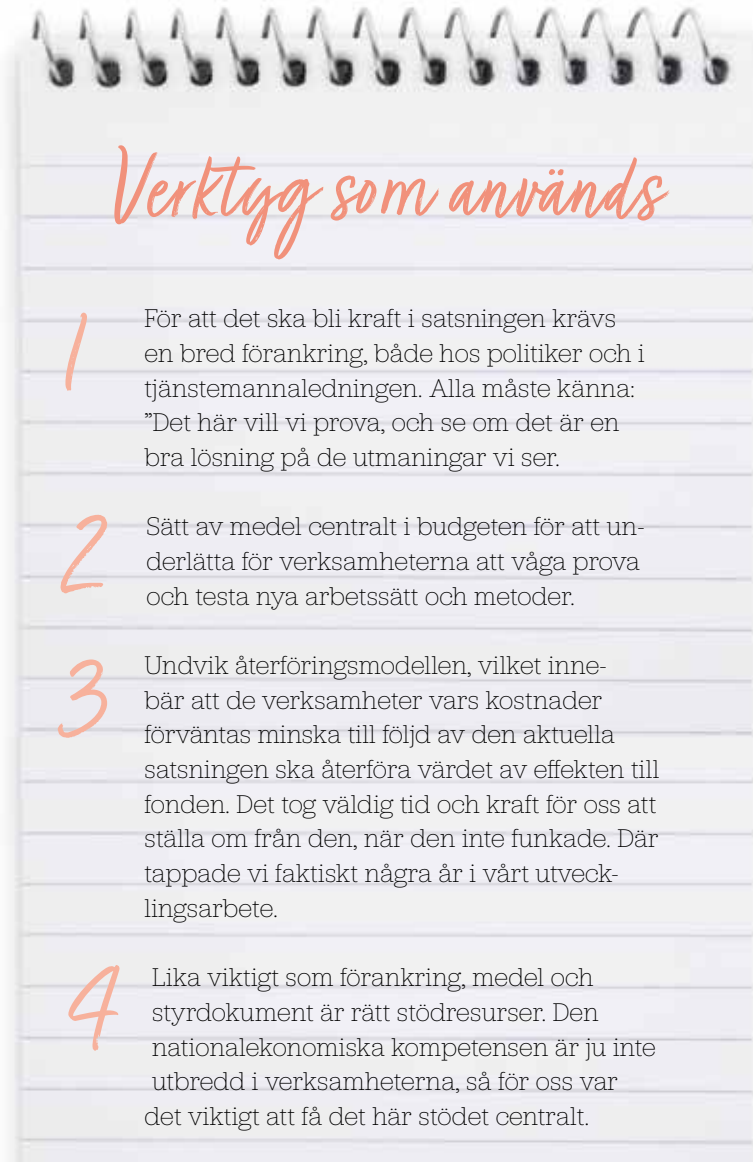 Verktyg som används
1
För att det ska bli kraft i satsningen krävs
en bred förankring, både hos politiker och i
tjänstemannaledningen. Alla måste känna:
”Det här vill vi prova, och se om det är en
bra lösning på de utmaningar vi ser.
2
Sätt av medel centralt i budgeten för att un-
derlätta för verksamheterna att våga prova
och testa nya arbetssätt och metoder.
3
Undvik återföringsmodellen, vilket inne-
bär att de verksamheter vars kostnader
förväntas minska till följd av den aktuella
satsningen ska återföra värdet av effekten till
fonden. Det tog väldig tid och kraft för oss att
ställa om från den, när den inte funkade. Där
tappade vi faktiskt några år i vårt utveck-
lingsarbete.
4
Lika viktigt som förankring, medel och
styrdokument är rätt stödresurser. Den
nationalekonomiska kompetensen är ju inte
utbredd i verksamheterna, så för oss var
det viktigt att få det här stödet centralt.